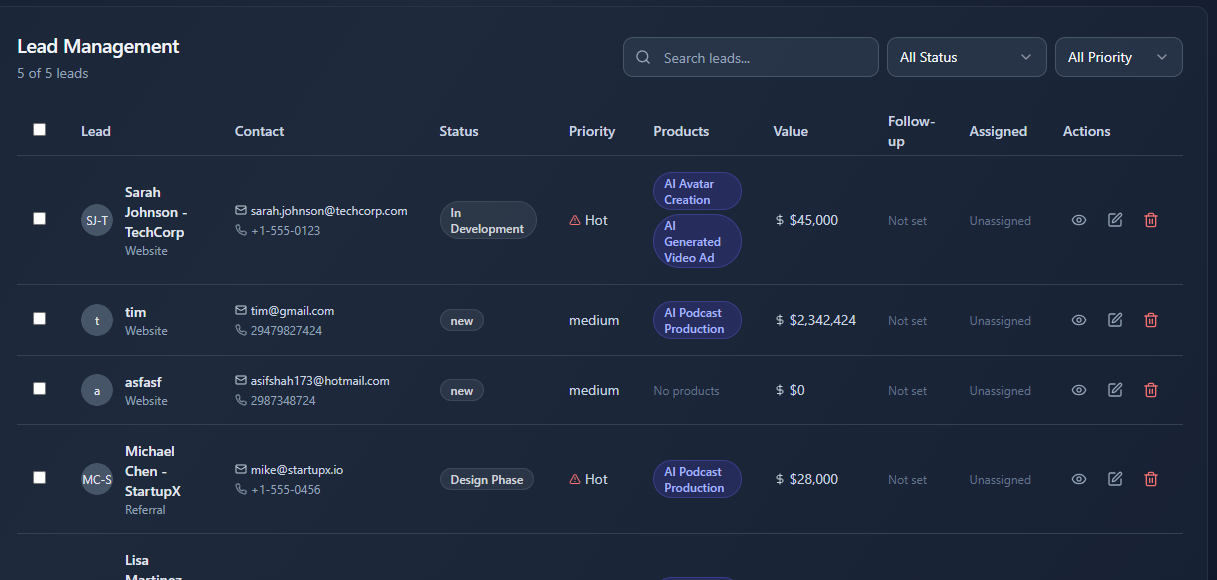 Lead Management
5 of 5 leads
Search leads...
All Status
All Priority
Lead
Contact
Status
Priority
Products
Value
Follow-
up
Assigned
Actions
SJ-T
Sarah
Johnson -
TechCorp
Website
sarah.johnson@techcorp.com
+1-555-0123
In
Development
Hot
AI Avatar
Creation
AI
Generated
Video Ad
$ $45,000
Not set
Unassigned
t
tim
Website
tim@gmail.com
29479827424
new
medium
AI Podcast
Production
$ $2,342,424
Not set
Unassigned
a
asfasf
Website
asifshah173@hotmail.com
2987348724
new
medium
No products
$ $0
Not set
Unassigned
MC-S
Michael
Chen -
StartupX
Referral
mike@startupx.io
+1-555-0456
Design Phase
Hot
AI Podcast
Production
$ $28,000
Not set
Unassigned
Lisa
Martinez